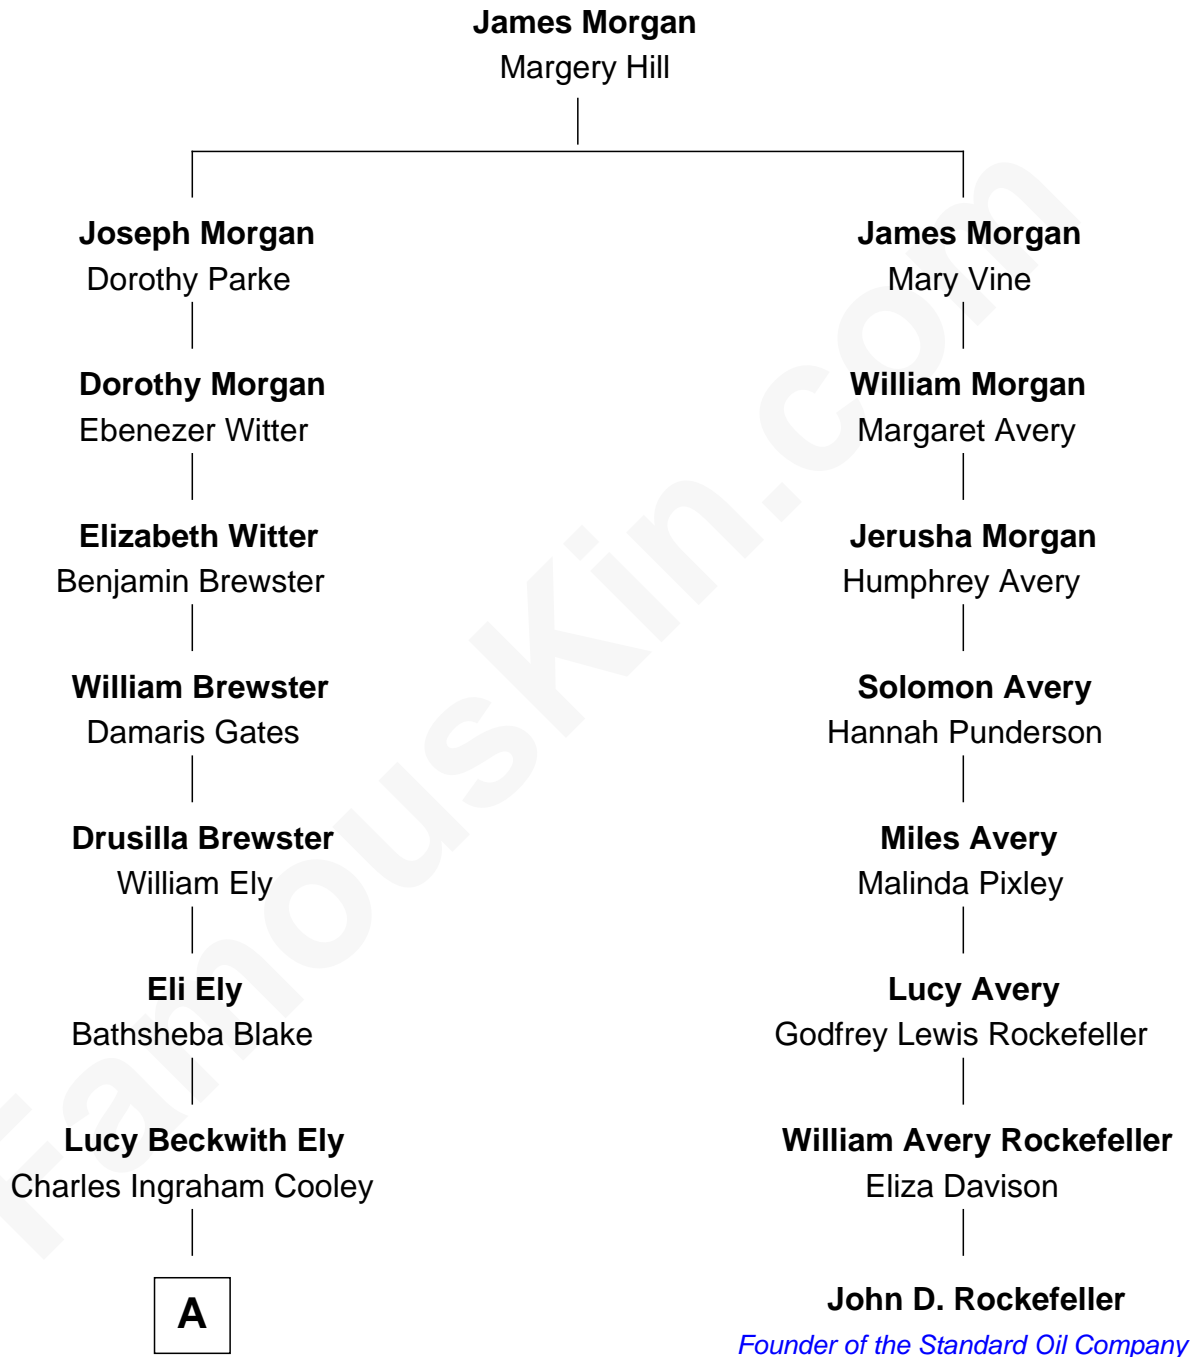 James Morgan
Margery Hill
Joseph Morgan
Dorothy Parke
Dorothy Morgan
Ebenezer Witter
Elizabeth Witter
Benjamin Brewster
William Brewster
Damaris Gates
Drusilla Brewster
William Ely
Eli Ely
Bathsheba Blake
Lucy Beckwith Ely
Charles Ingraham Cooley
A
James Morgan
Mary Vine
William Morgan
Margaret Avery
Jerusha Morgan
Humphrey Avery
Solomon Avery
Hannah Punderson
Miles Avery
Malinda Pixley
Lucy Avery
Godfrey Lewis Rockefeller
William Avery Rockefeller
Eliza Davison
John D. Rockefeller
Founder of the Standard Oil Company
FamousKin.com